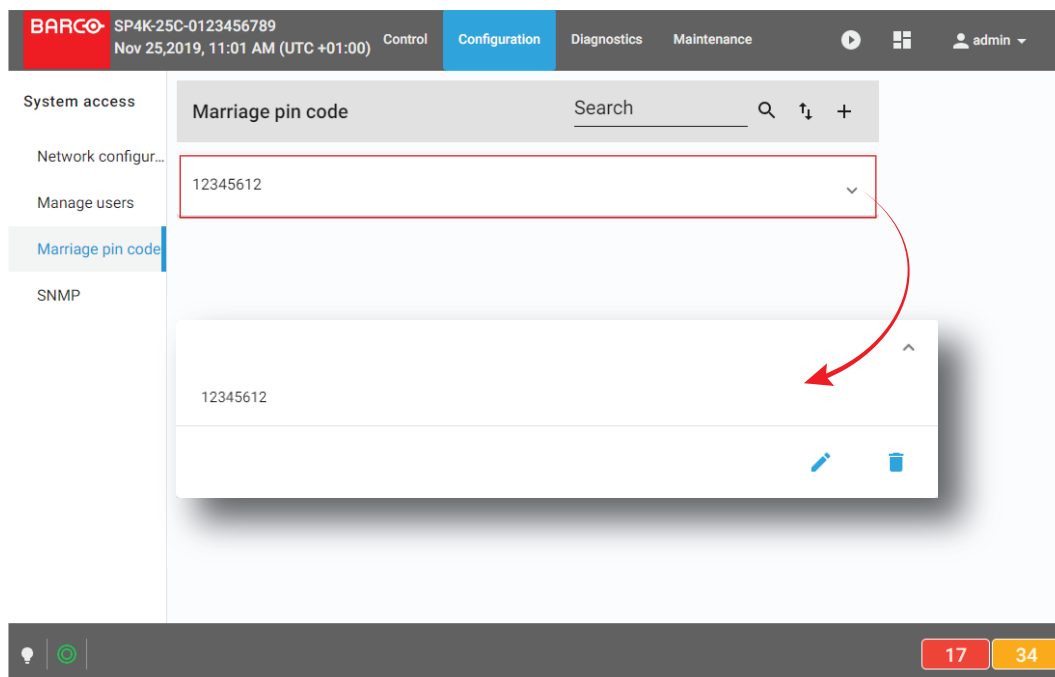 BARCO
SP4K-25C-0123456789
Nov 25,2019, 11:01 AM (UTC +01:00)
Control
Configuration
Diagnostics
Maintenance
admin
System access
Network configur...
Manage users
Marriage pin code
SNMP
Marriage pin code
Search
12345612
12345612
17
34